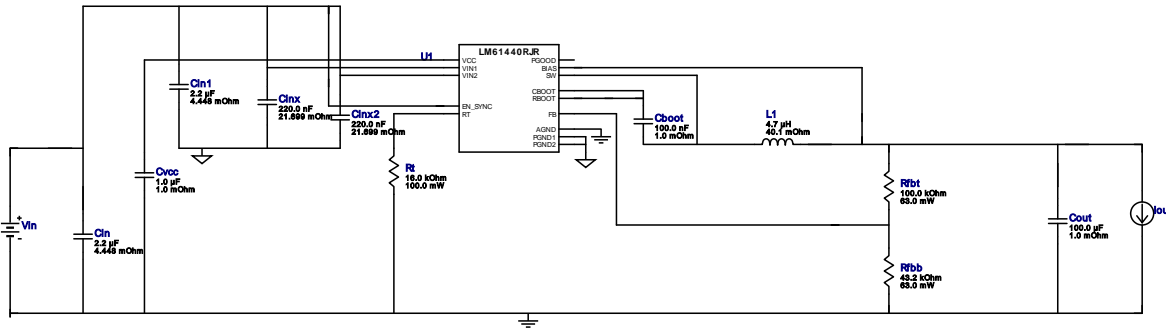 LM61440RJR
U1
VCC
VIN1
VIN2
EN_SYNC
RT
PGOOD
BIAS
SW
CBOOT
RBOOT
FB
AGND
PGND1
PGND2
Cin1
2.2 µF
4.448 mOhm
Cinx
220.0 nF
21.699 mOhm
Cinx2
220.0 nF
21.699 mOhm
Cboot
100.0 nF
1.0 mOhm
L1
4.7 µH
40.1 mOhm
Cvcc
1.0 µF
1.0 mOhm
Rt
16.0 kOhm
100.0 mW
Rfbt
100.0 kOhm
63.0 mW
Vin
+
-
Cin
2.2 µF
4.448 mOhm
Cout
100.0 µF
1.0 mOhm
Iou
Rfbb
43.2 kOhm
63.0 mW